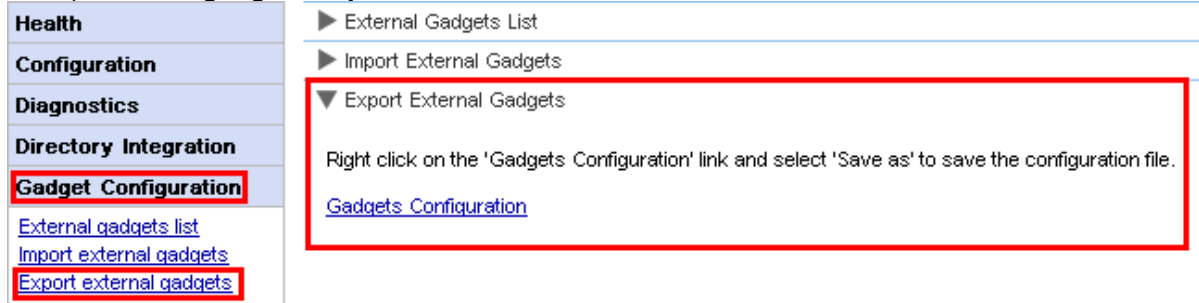 Health
Configuration
Diagnostics
Directory Integration
Gadget Configuration
External gadgets list
Import external gadgets
Export external gadgets
External Gadgets List
Import External Gadgets
Export External Gadgets
Right click on the 'Gadgets Configuration' link and select 'Save as' to save the configuration file.
Gadgets Configuration